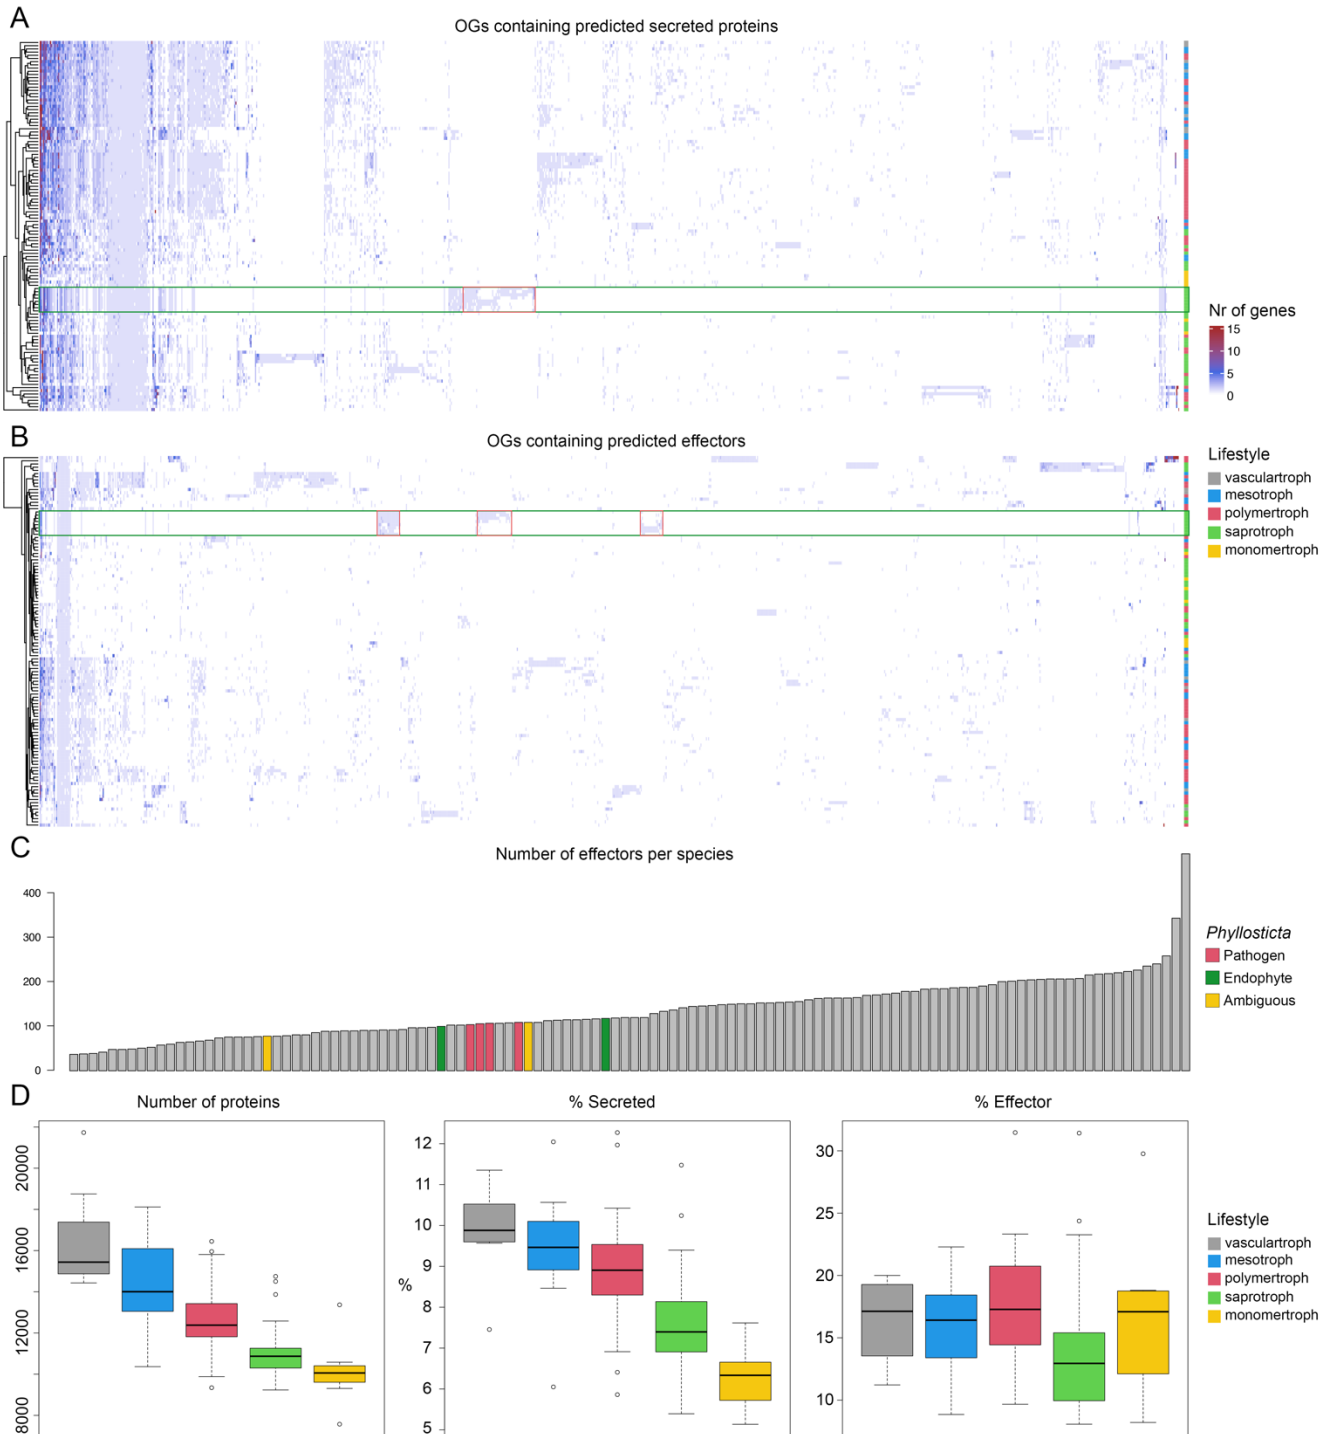 A
OGs containing predicted secreted proteins
Nr of genes
15
10
5
0
B
OGs containing predicted effectors
Lifestyle
vasculartroph
mesotroph
polymertroph
saprotroph
monomertroph
C
Number of effectors per species
400
300
200
100
0
Phyllosticta
Pathogen
Endophyte
Ambiguous
D
Number of proteins
% Secreted
% Effector
20000
16000
12000
8000
%
12
11
10
9
8
7
6
5
30
25
20
15
10
Lifestyle
vasculartroph
mesotroph
polymertroph
saprotroph
monomertroph